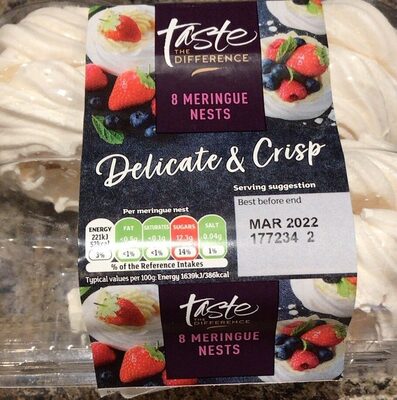 Taste
THE
DIFFERENCE
8 MERINGUE
NESTS
Delicate & Crisp
Serving suggestion
Best before end
MAR 2022
177234 2
Per meringue nest
ENERGY FAT SATURATES SUGARS SALT
221kJ <0.5g <0.1g 12.3g 0.04g
3% <1% <1% 14% 1%
% of the Reference Intakes
Typical values per 100g: Energy 1639kJ/386kcal
Taste
THE
DIFFERENCE
8 MERINGUE
NESTS